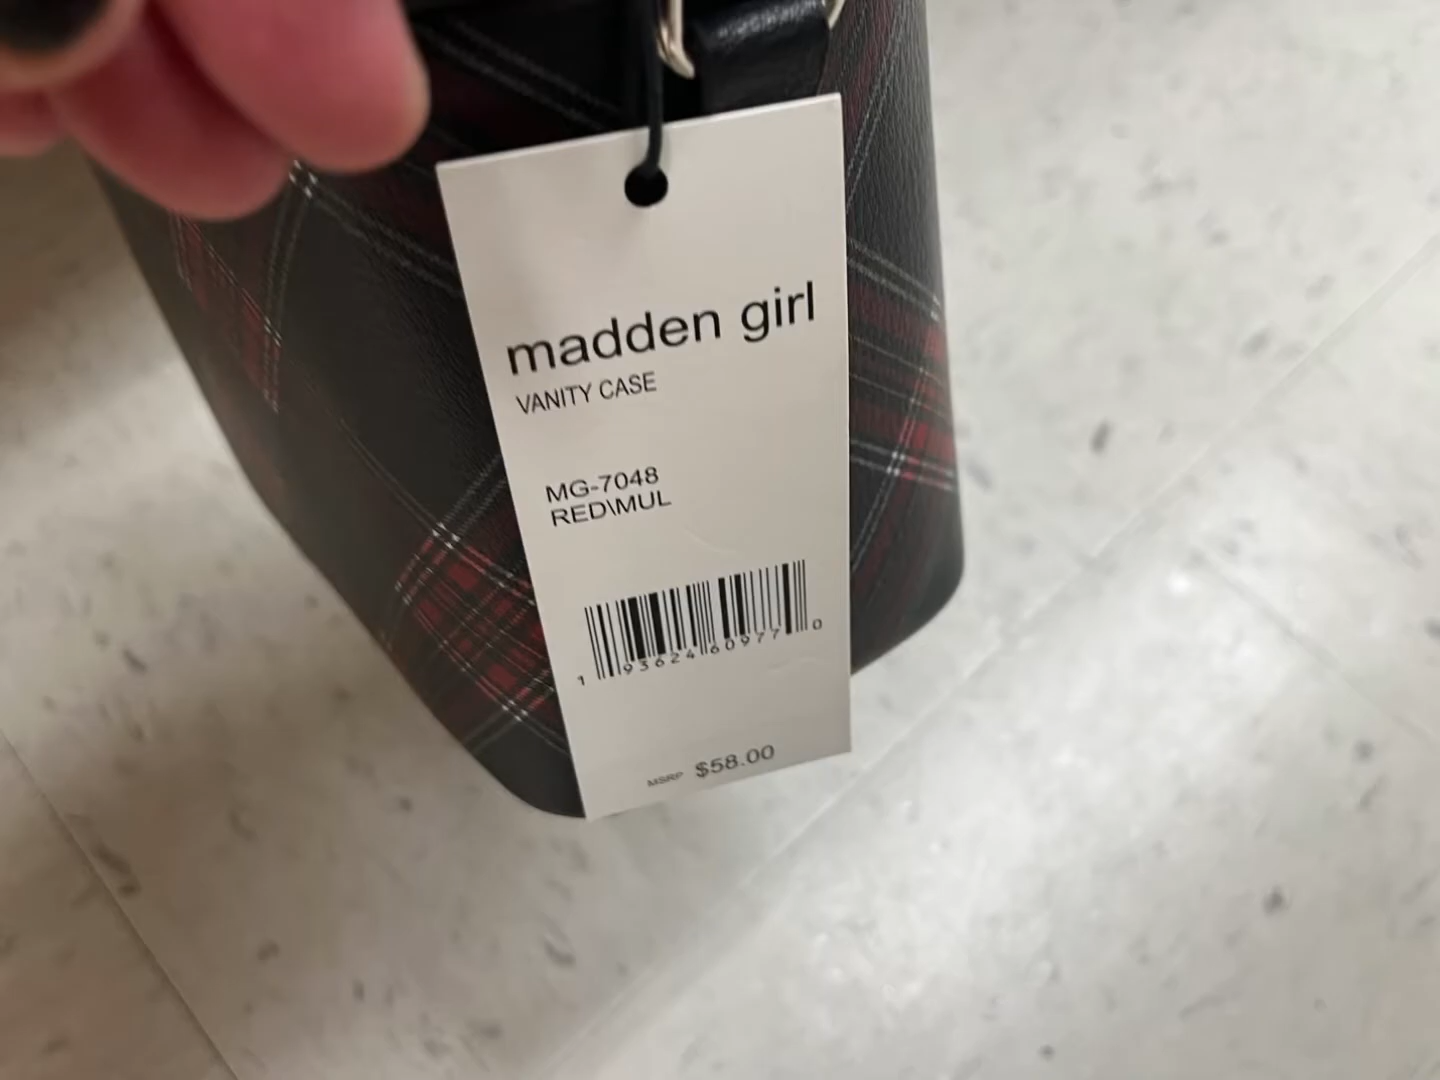 madden girl
VANITY CASE
MG-7048
RED\MUL
1 93624 60977 0
MSRP $58.00